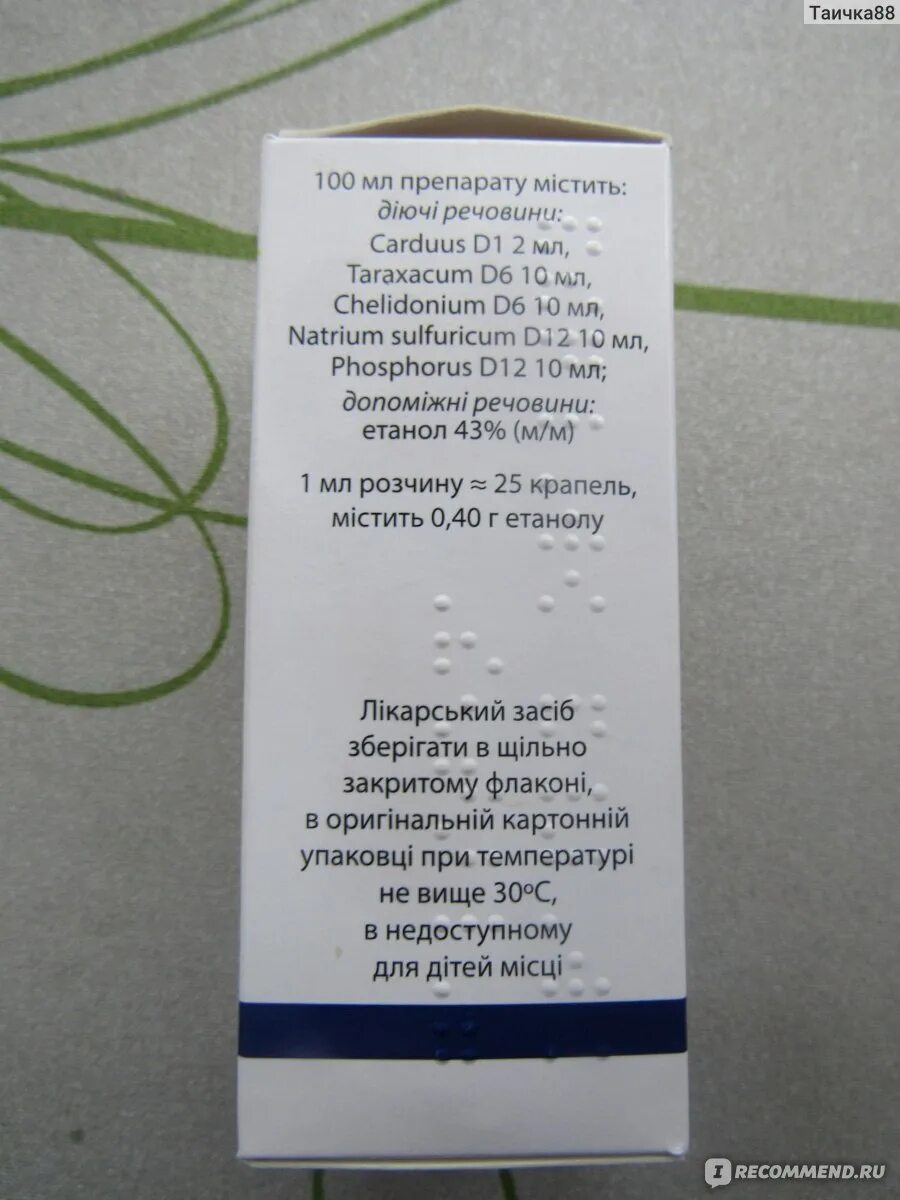 Таичка88
100 мл препарату містить:
діючі речовини:
Carduus D1 2 мл,
Taraxacum D6 10 мл,
Chelidonium D6 10 мл,
Natrium sulfuricum D12 10 мл,
Phosphorus D12 10 мл;
допоміжні речовини:
етанол 43% (м/м)
1 мл розчину ≈ 25 крапель,
містить 0,40 г етанолу
Лікарський засіб
зберігати в щільно
закритому флаконі,
в оригінальній картонній
упаковці при температурі
не вище 30ºС,
в недоступному
для дітей місці
IRECOMMEND.RU